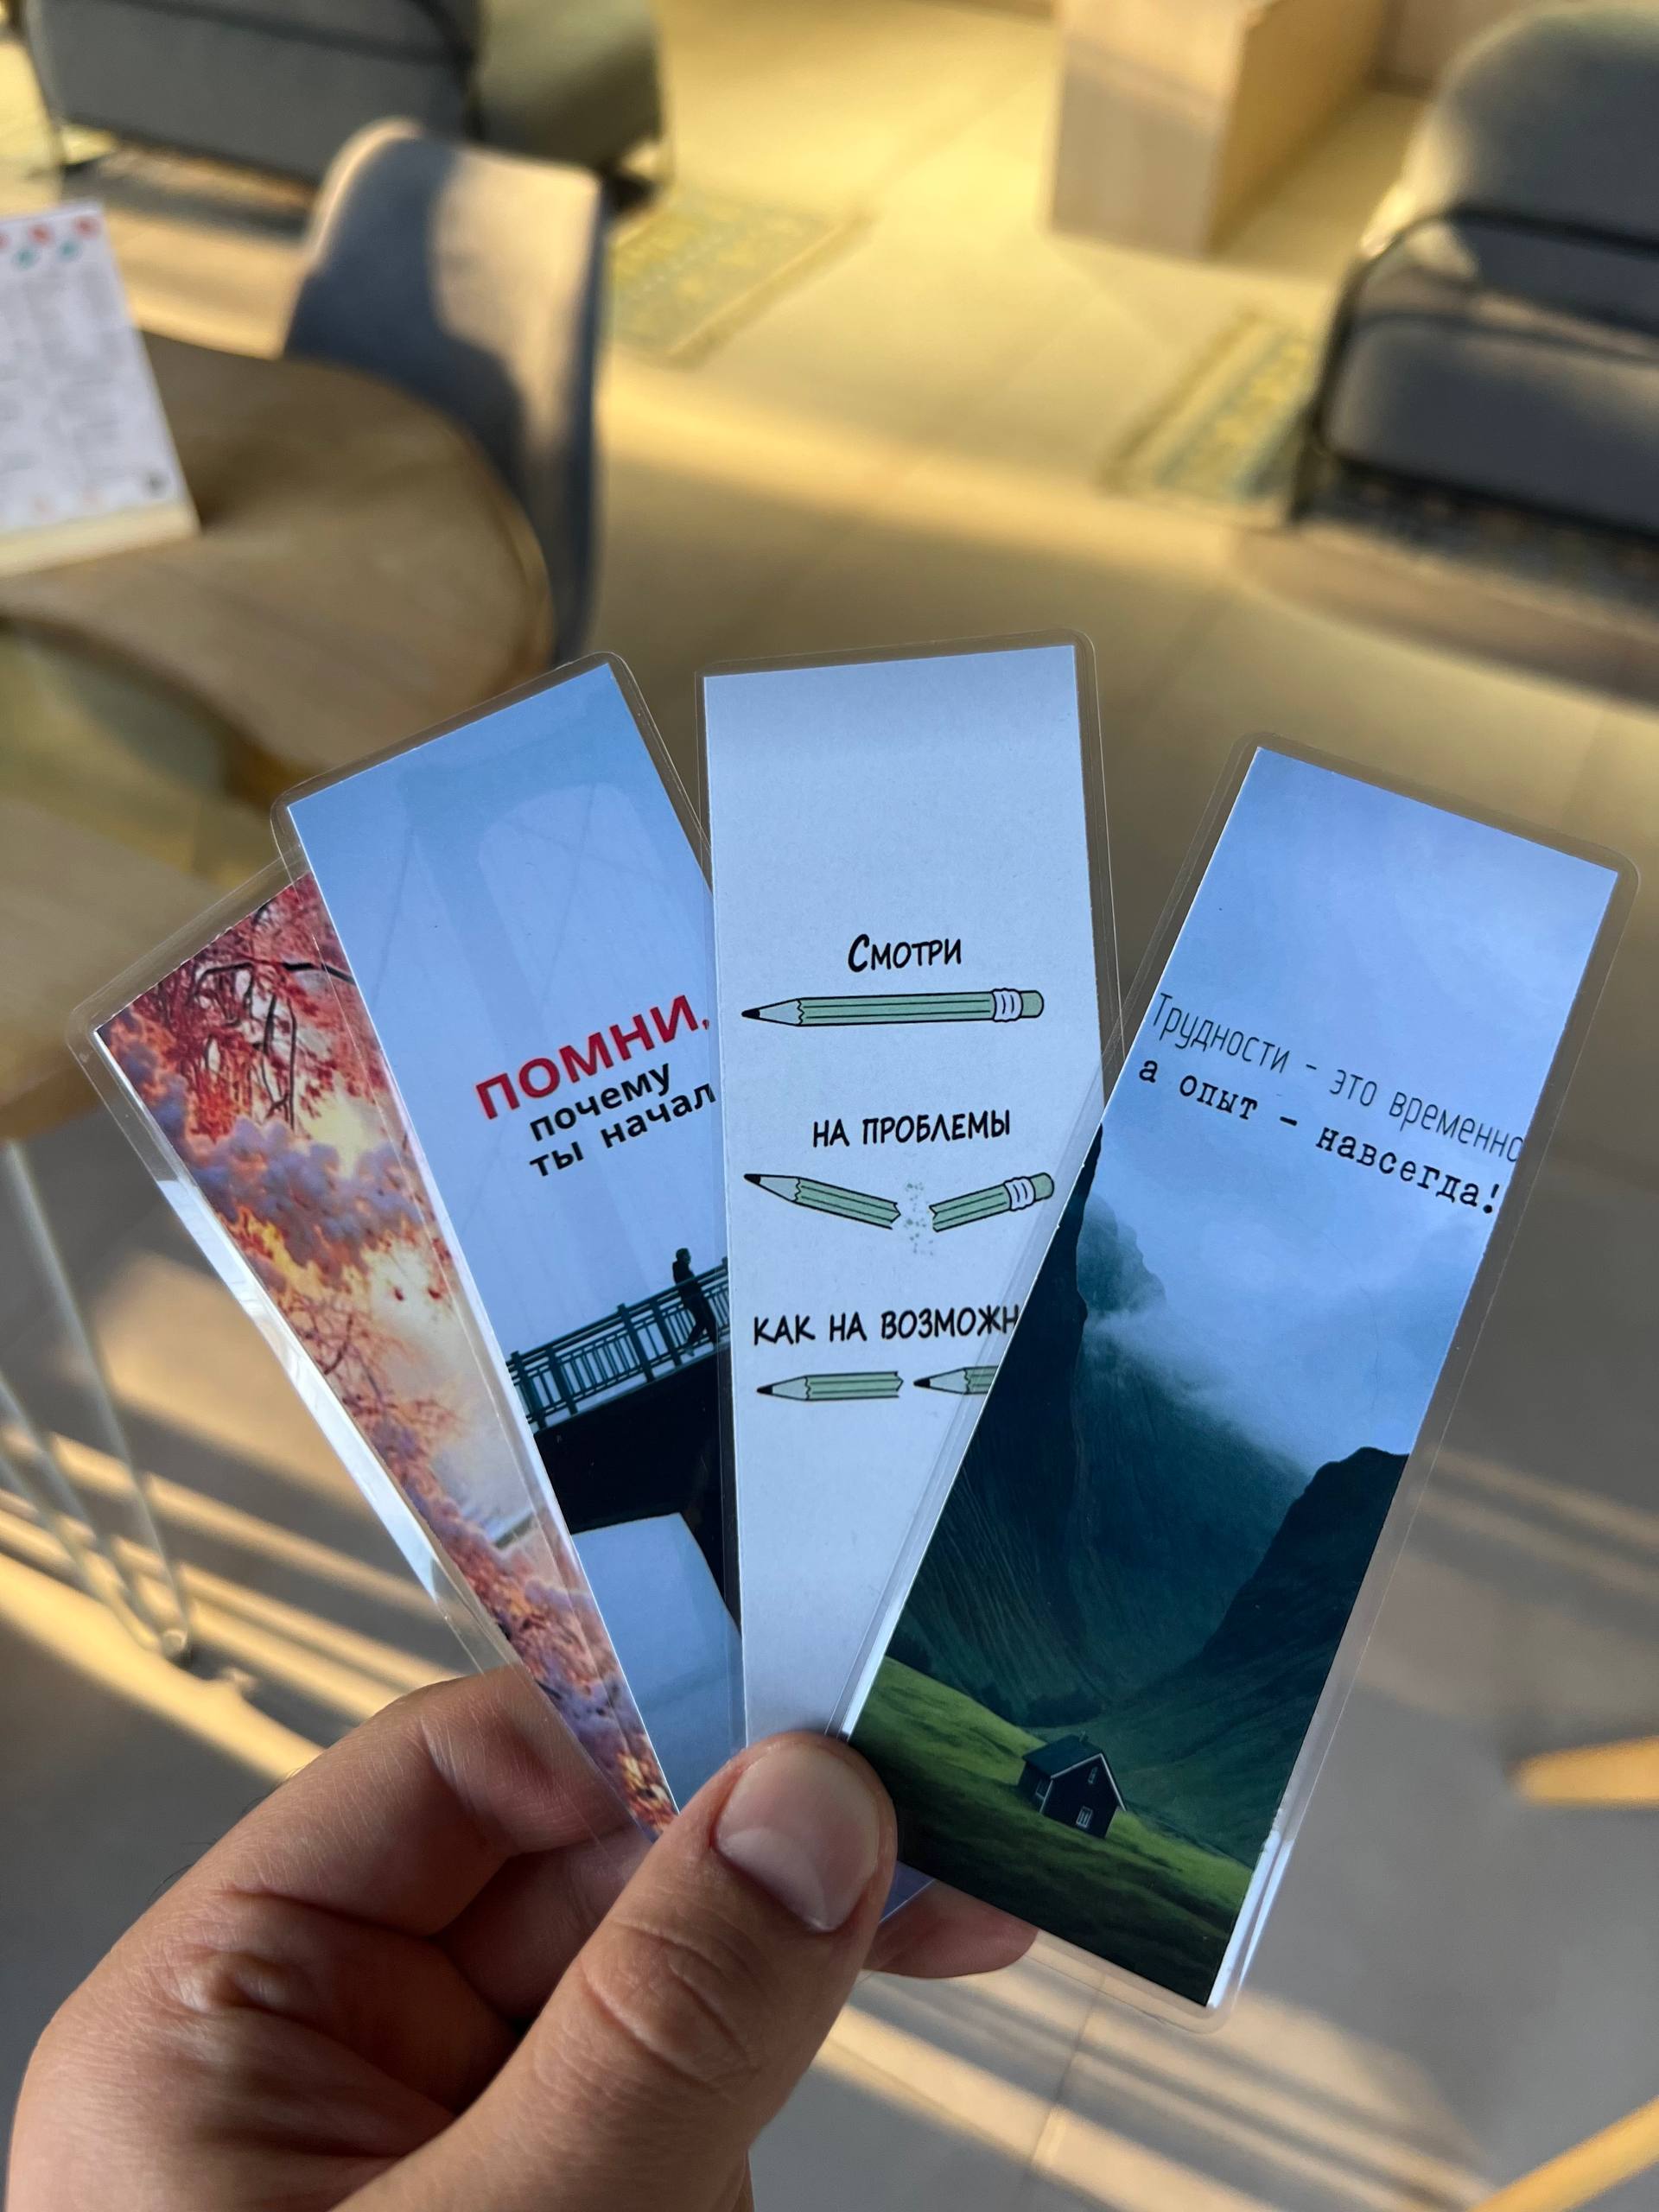 ПОМНИ,
почему
ты начал
Смотри
НА ПРОБЛЕМЫ
КАК НА ВОЗМОЖН
Трудности - это временно
а опыт - навсегда!